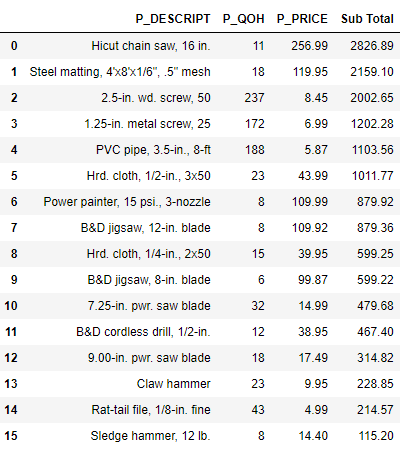 P_DESCRIPT P_QOH P_PRICE Sub Total
0 Hicut chain saw, 16 in. 11 256.99 2826.89
1 Steel matting, 4'x8'x1/6", .5" mesh 18 119.95 2159.10
2 2.5-in. wd. screw, 50 237 8.45 2002.65
3 1.25-in. metal screw, 25 172 6.99 1202.28
4 PVC pipe, 3.5-in., 8-ft 188 5.87 1103.56
5 Hrd. cloth, 1/2-in., 3x50 23 43.99 1011.77
6 Power painter, 15 psi., 3-nozzle 8 109.99 879.92
7 B&D jigsaw, 12-in. blade 8 109.92 879.36
8 Hrd. cloth, 1/4-in., 2x50 15 39.95 599.25
9 B&D jigsaw, 8-in. blade 6 99.87 599.22
10 7.25-in. pwr. saw blade 32 14.99 479.68
11 B&D cordless drill, 1/2-in. 12 38.95 467.40
12 9.00-in. pwr. saw blade 18 17.49 314.82
13 Claw hammer 23 9.95 228.85
14 Rat-tail file, 1/8-in. fine 43 4.99 214.57
15 Sledge hammer, 12 lb. 8 14.40 115.20